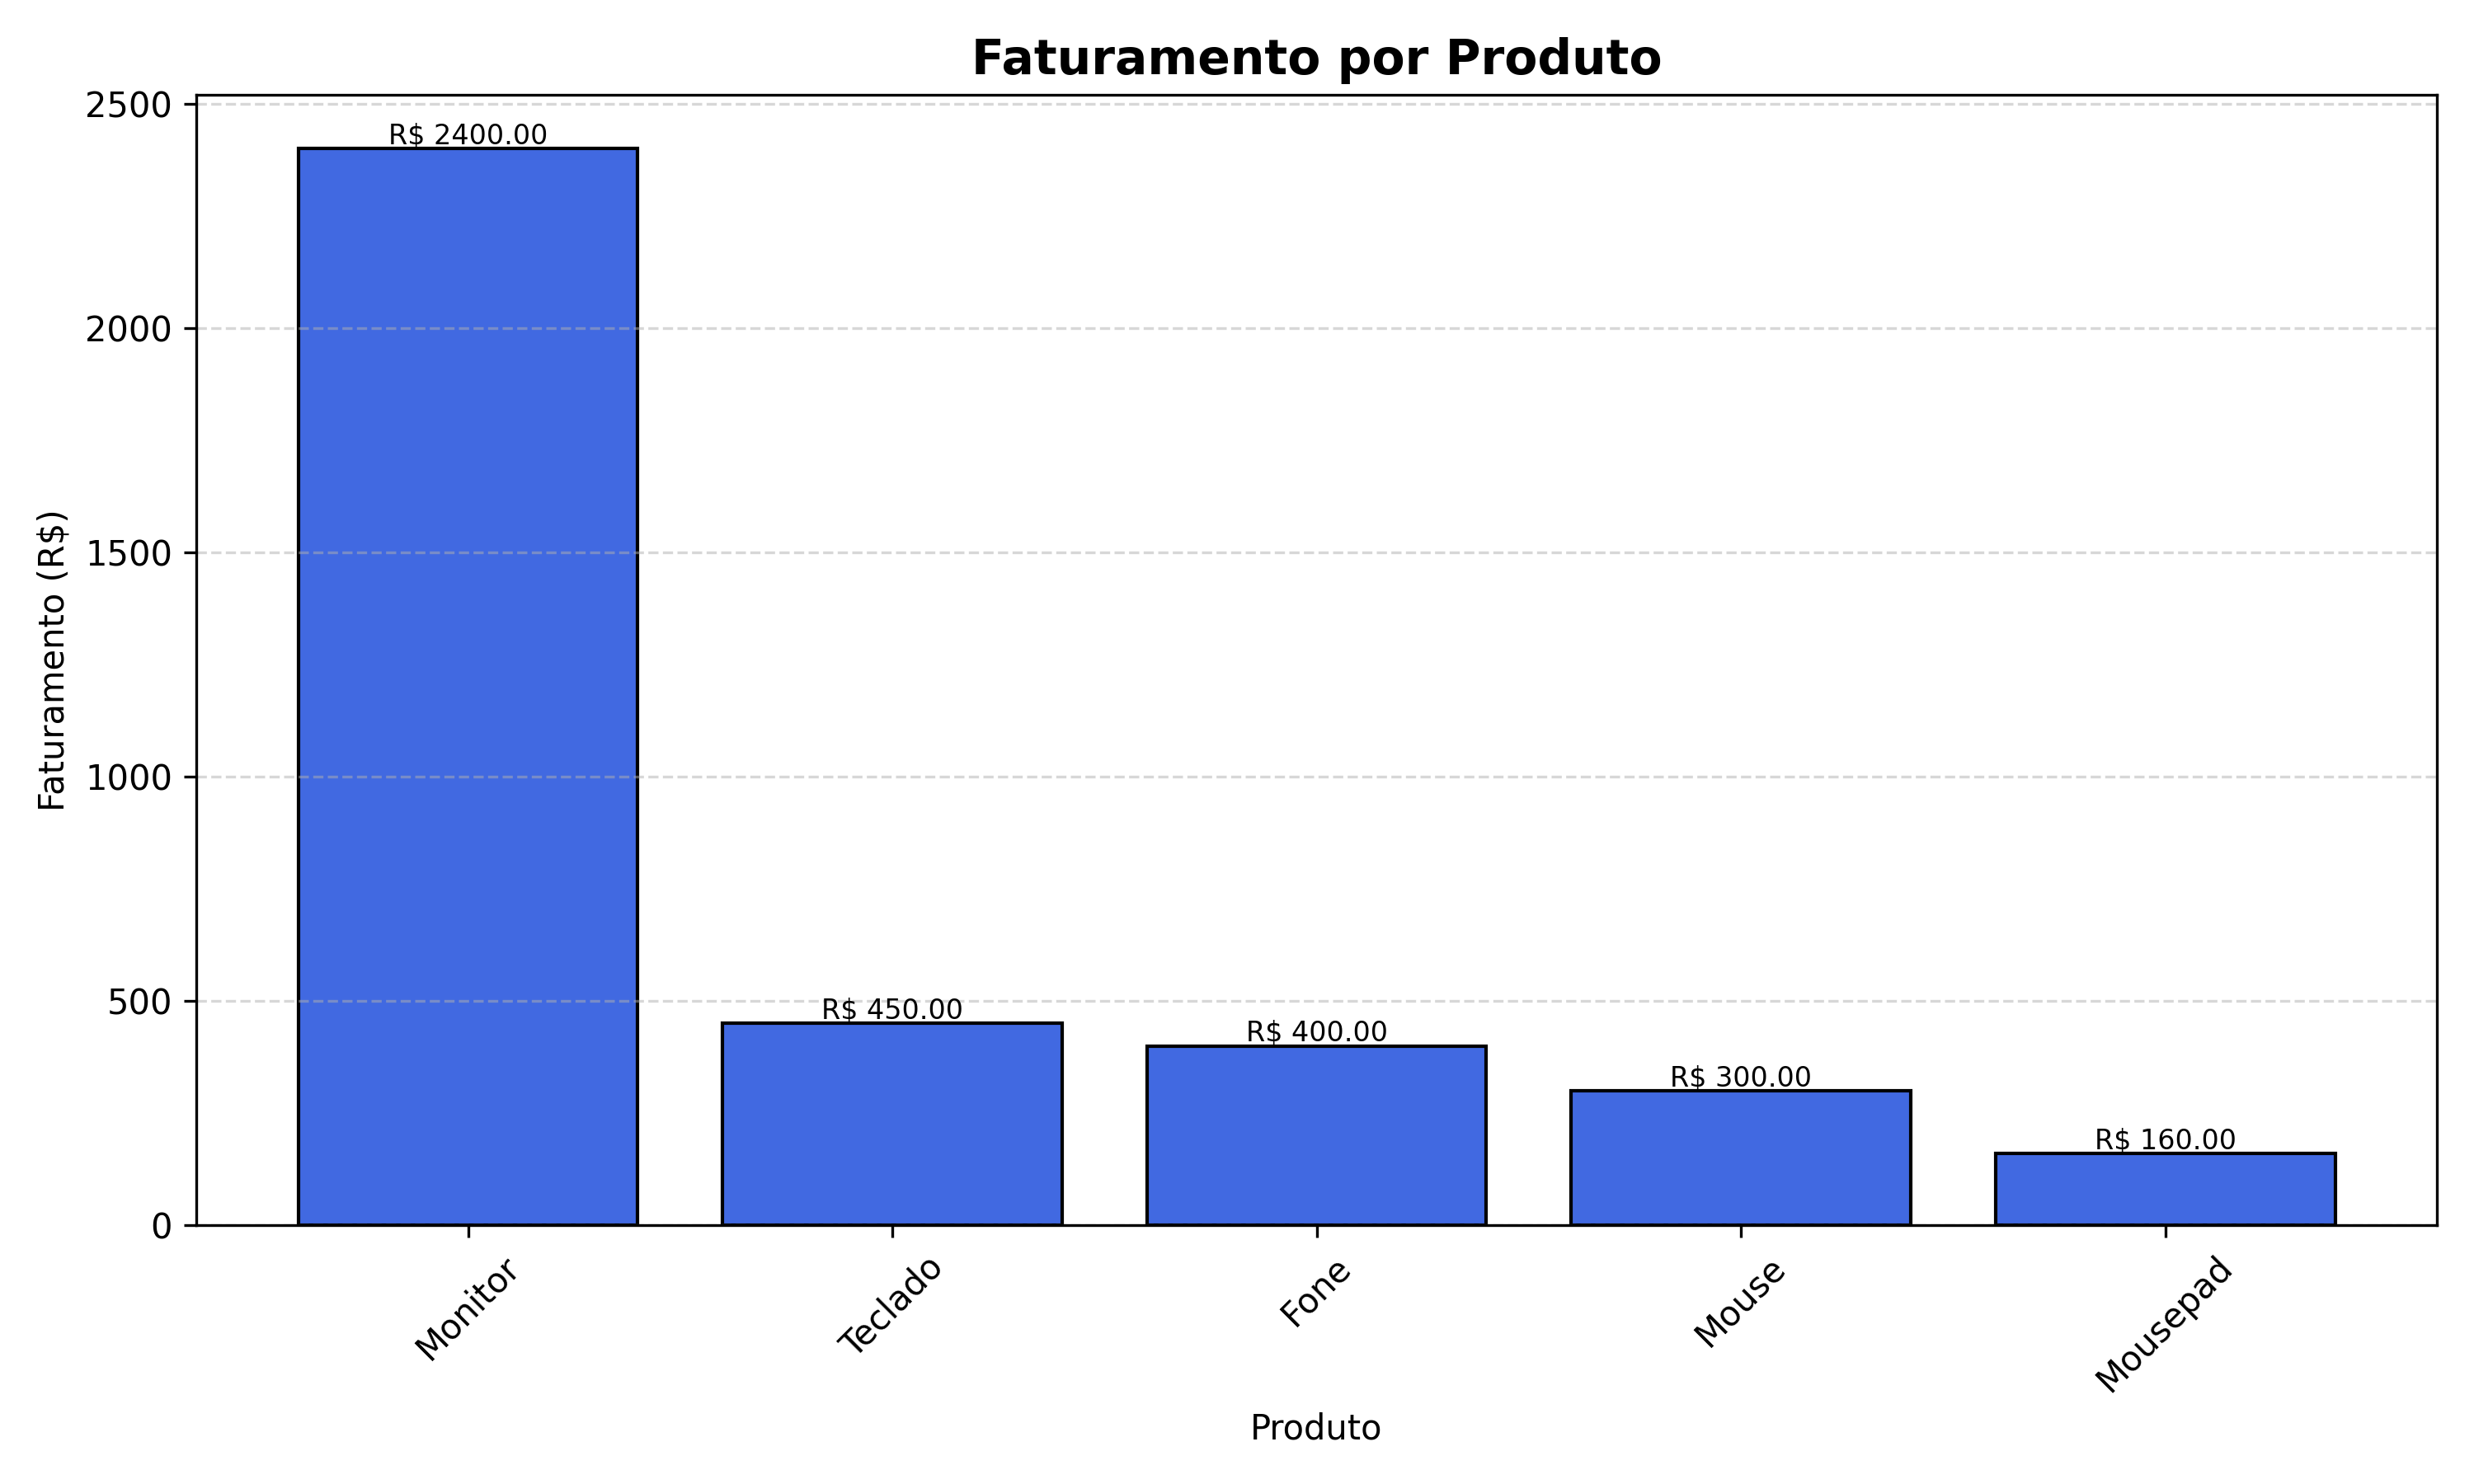 Faturamento por Produto
Faturamento (R$)
2500
2000
1500
1000
500
0
R$ 2400.00
R$ 450.00
R$ 400.00
R$ 300.00
R$ 160.00
Monitor
Teclado
Fone
Mouse
Mousepad
Produto